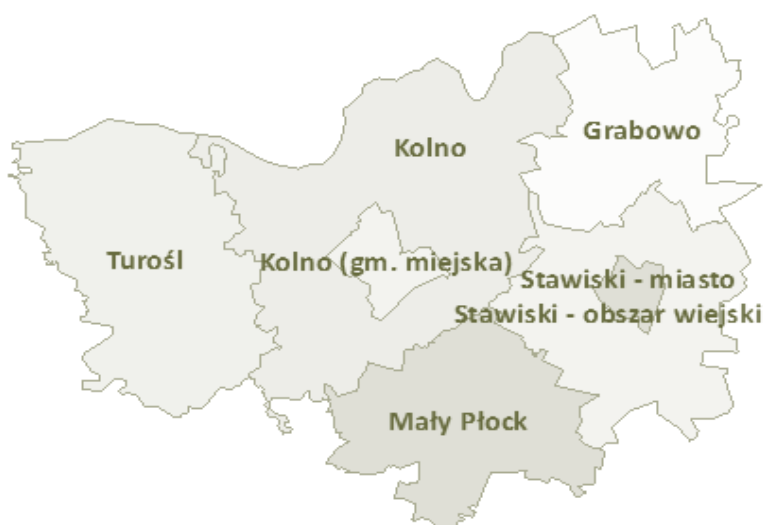 Grabowo
Kolno
Turośl
Kolno (gm. miejska)
Stawiski - miasto
Stawiski - obszar wiejski
Mały Płock